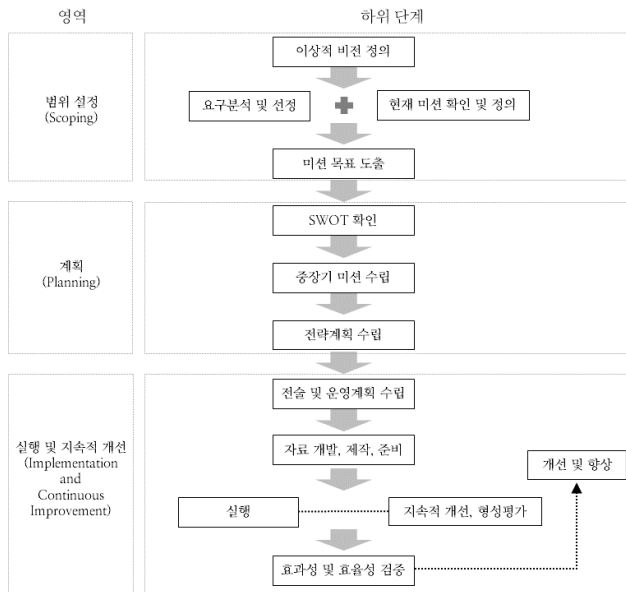 영역
하위 단계
범위 설정
(Scoping)
이상적 비전 정의
요구분석 및 선정
현재 미션 확인 및 정의
미션 목표 도출
계획
(Planning)
SWOT 확인
중장기 미션 수립
전략계획 수립
실행 및 지속적 개선
(Implementation
and
Continuous
Improvement)
전술 및 운영계획 수립
자료 개발, 제작, 준비
개선 및 향상
실행
지속적 개선, 형성평가
효과성 및 효율성 검증